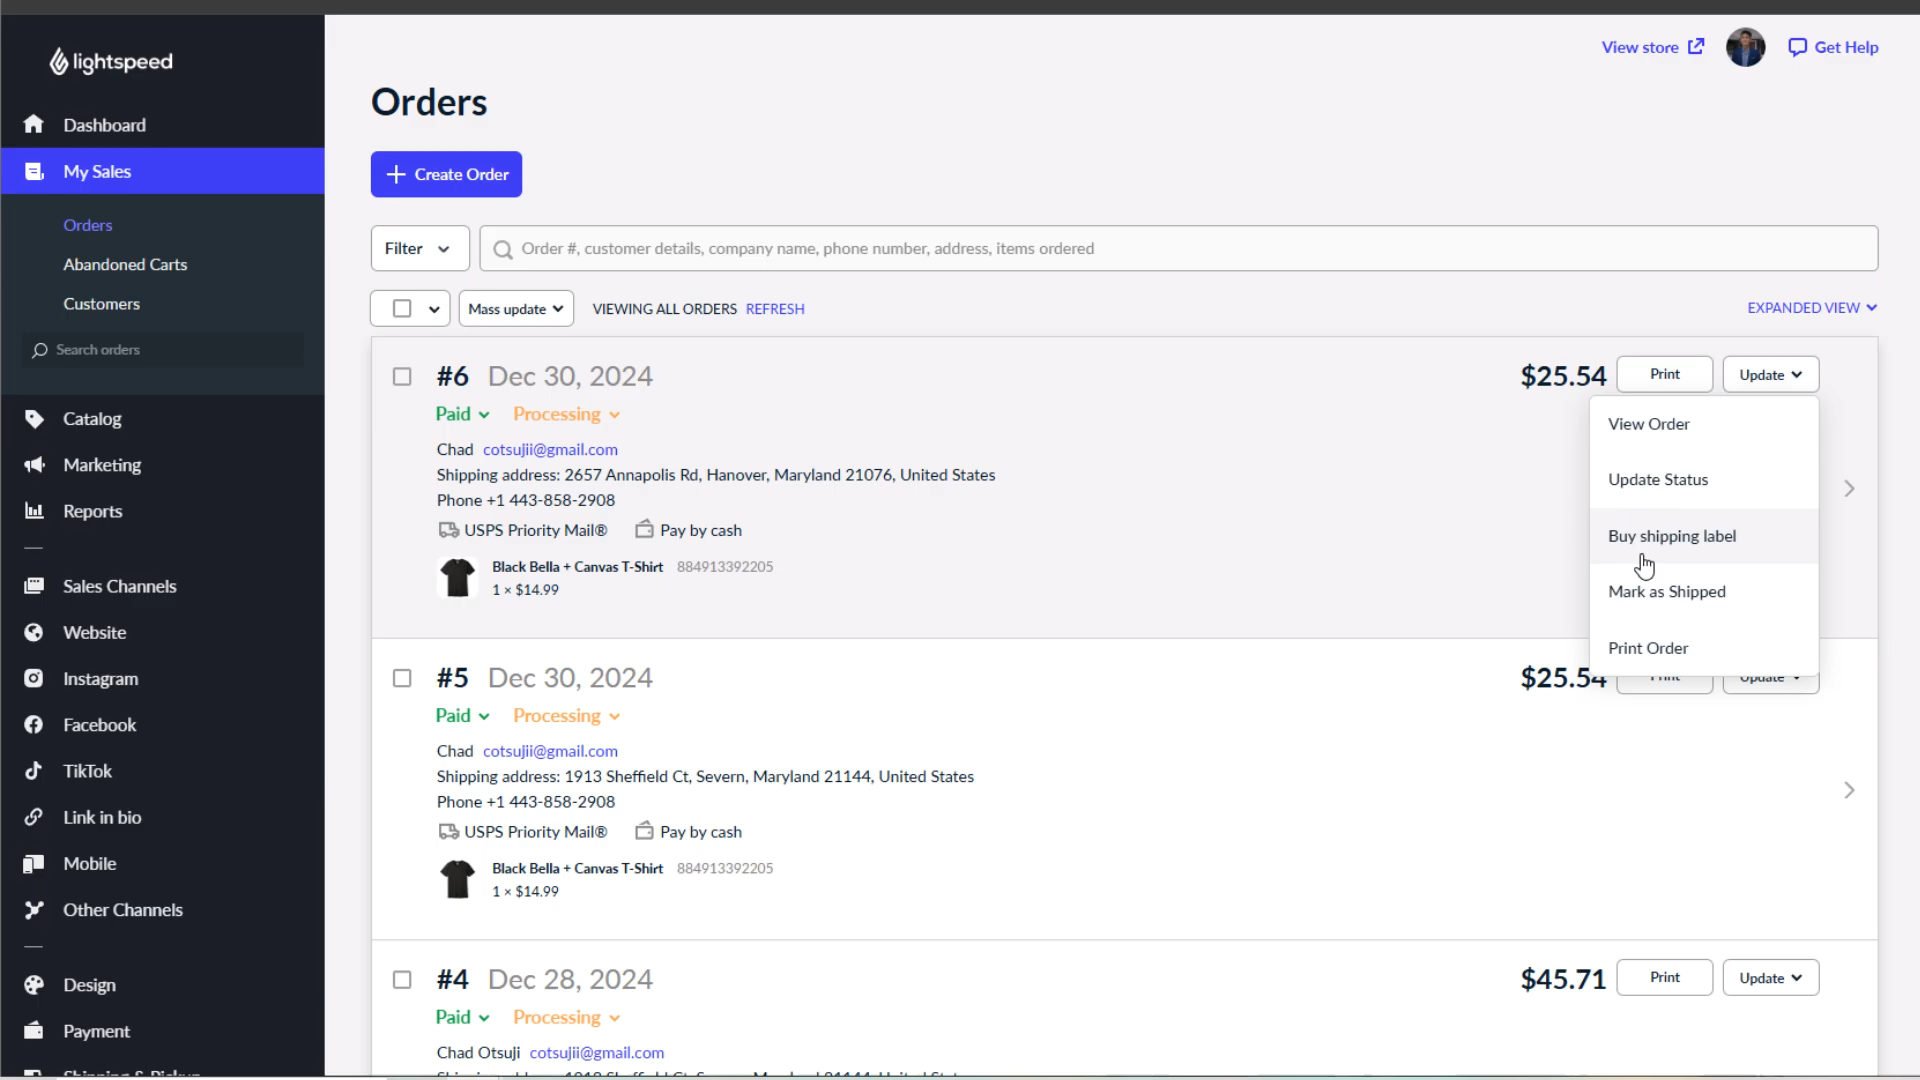 lightspeed
View store
Get Help
Dashboard
My Sales
Orders
Abandoned Carts
Customers
Search orders
Catalog
Marketing
Reports
Sales Channels
Website
Instagram
Facebook
TikTok
Link in bio
Mobile
Other Channels
Design
Payment
Shipping & Pickup
Orders
+ Create Order
Filter
Order #, customer details, company name, phone number, address, items ordered
Mass update
VIEWING ALL ORDERS REFRESH
EXPANDED VIEW
#6 Dec 30, 2024
$25.54
Print
Update
Paid Processing
Chad cotsujii@gmail.com
Shipping address: 2657 Annapolis Rd, Hanover, Maryland 21076, United States
Phone +1 443-858-2908
USPS Priority Mail® Pay by cash
Black Bella + Canvas T-Shirt 884913392205
1 × $14.99
View Order
Update Status
Buy shipping label
Mark as Shipped
Print Order
#5 Dec 30, 2024
$25.54
Print
Update
Paid Processing
Chad cotsujii@gmail.com
Shipping address: 1913 Sheffield Ct, Severn, Maryland 21144, United States
Phone +1 443-858-2908
USPS Priority Mail® Pay by cash
Black Bella + Canvas T-Shirt 884913392205
1 × $14.99
#4 Dec 28, 2024
$45.71
Print
Update
Paid Processing
Chad Otsuji cotsujii@gmail.com